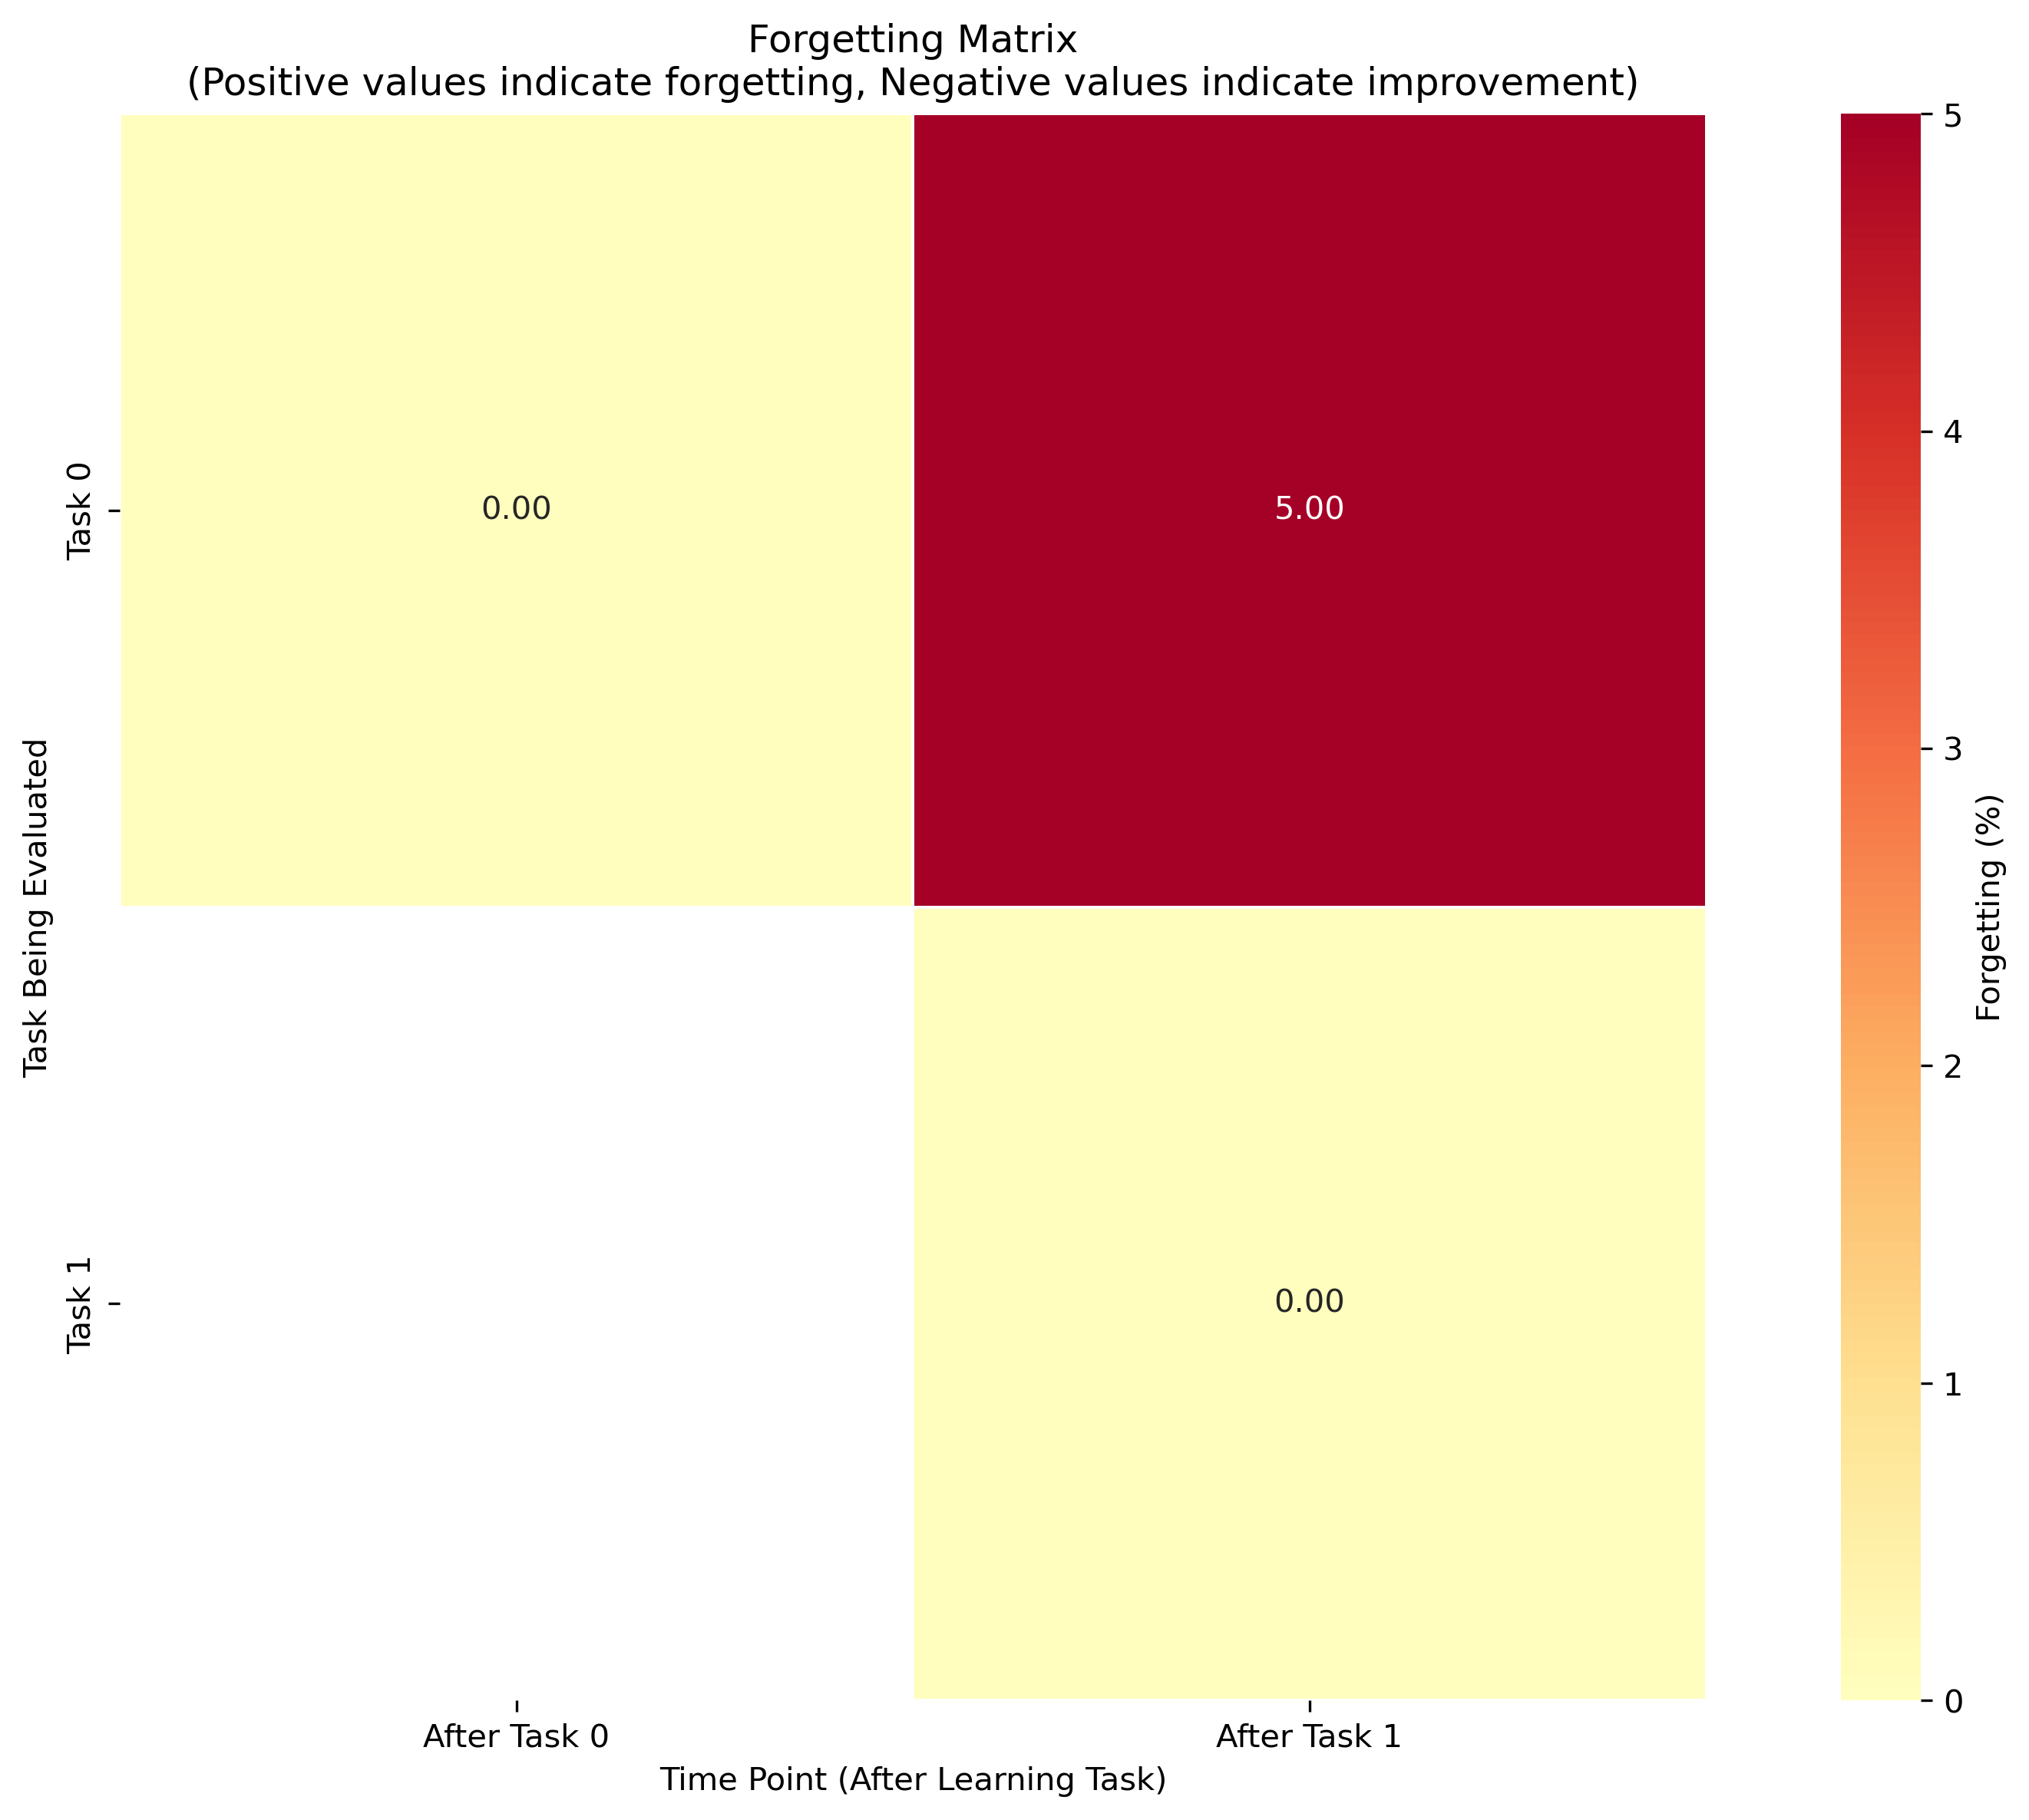 Forgetting Matrix
(Positive values indicate forgetting, Negative values indicate improvement)
Task Being Evaluated
Task 0
0.00
5.00
Task 1
0.00
After Task 0
After Task 1
Time Point (After Learning Task)
5
4
3
2
1
0
Forgetting (%)